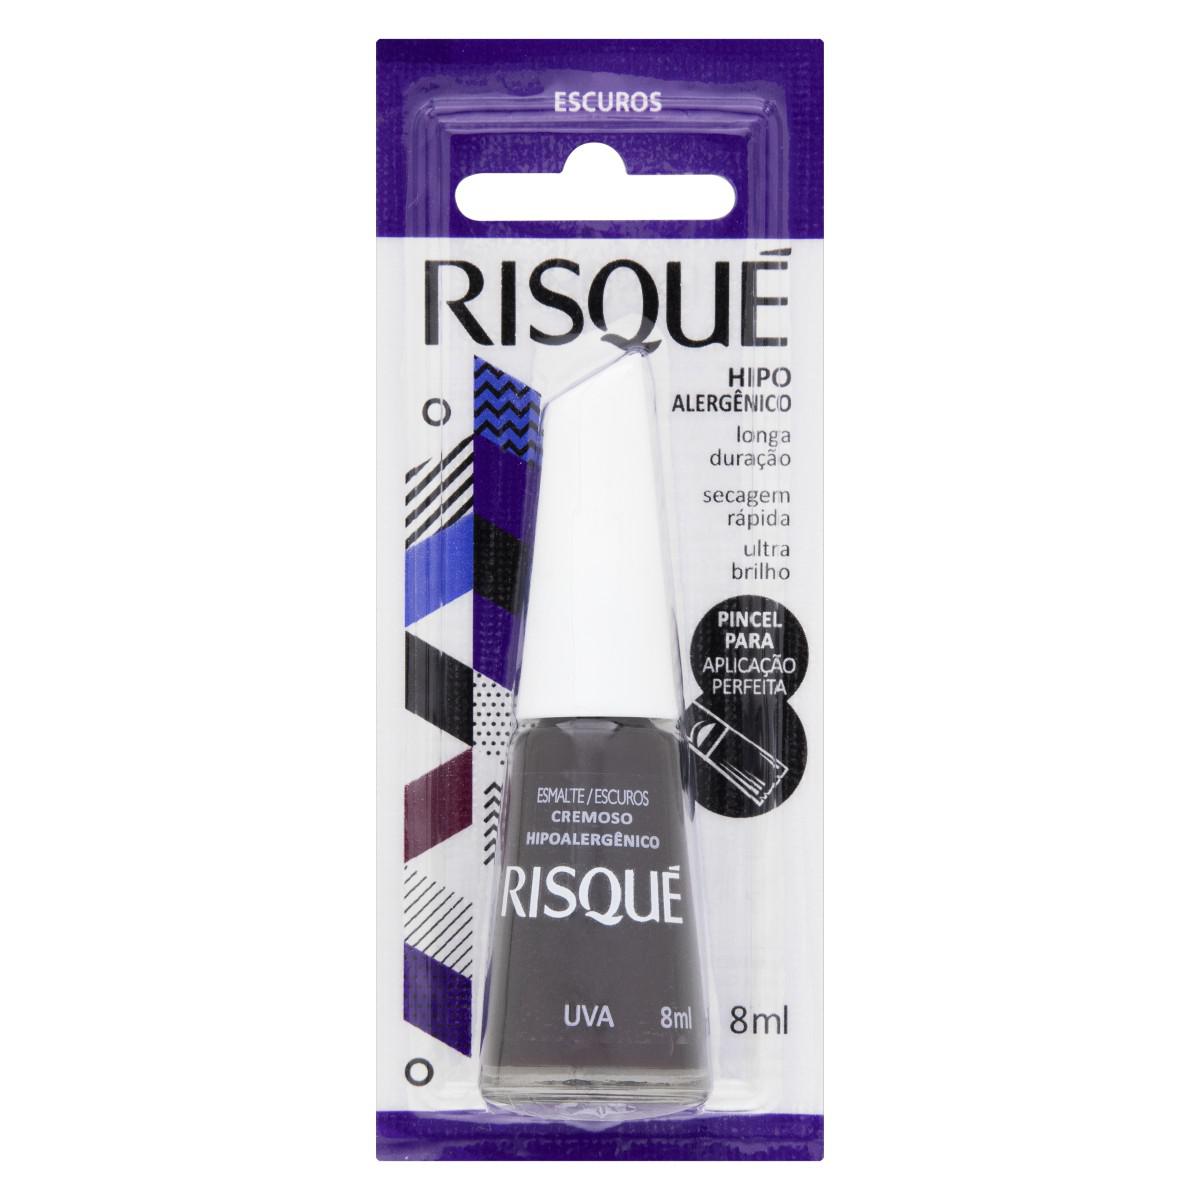 ESCUROS
RISQUÉ
HIPO
ALERGÊNICO
longa
duração
secagem
rápida
ultra
brilho
PINCEL
PARA
APLICAÇÃO
PERFEITA
ESMALTE/ESCUROS
CREMOSO
HIPOALERGÊNICO
RISQUÉ
UVA 8ml
8ml